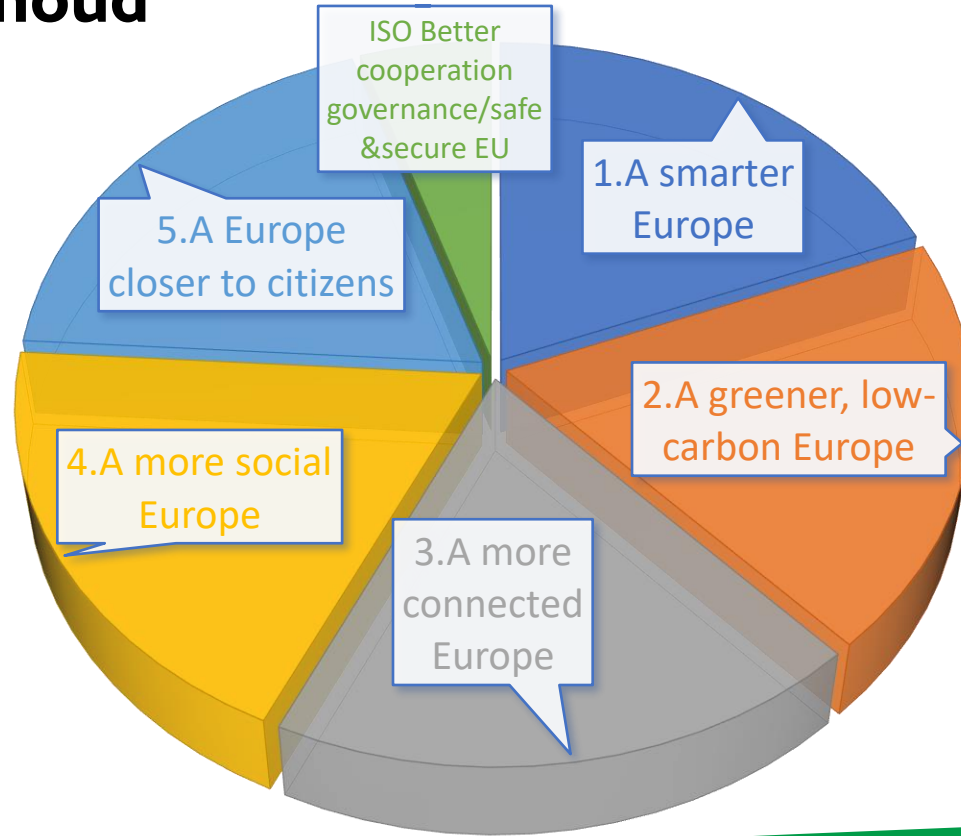 ISO Better
cooperation
governance/safe
&secure EU
1.A smarter
Europe
5.A Europe
closer to citizens
2.A greener, low-
carbon Europe
4.A more social
Europe
3.A more
connected
Europe